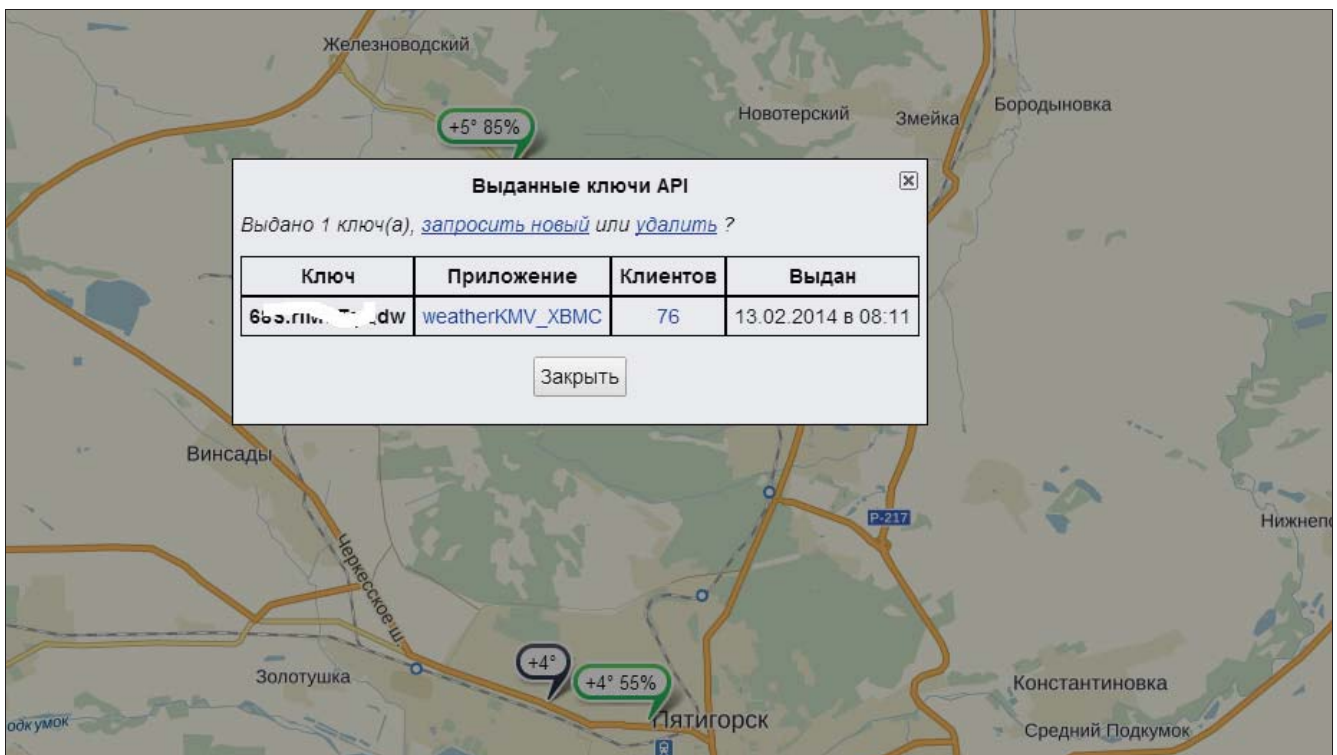 Железноводский
Новотерский
Змейка
Бородыновка
+5° 85%
Выданные ключи API
Выдано 1 ключ(а), запросить новый или удалить ?
Ключ Приложение Клиентов Выдан
weatherKMV_XBMC 76 13.02.2014 в 08:11
Закрыть
Винсады
Р-217
Черкесское ш.
+4°
+4° 55%
Золотушка
Пятигорск
Константиновка
Средний Подкумок